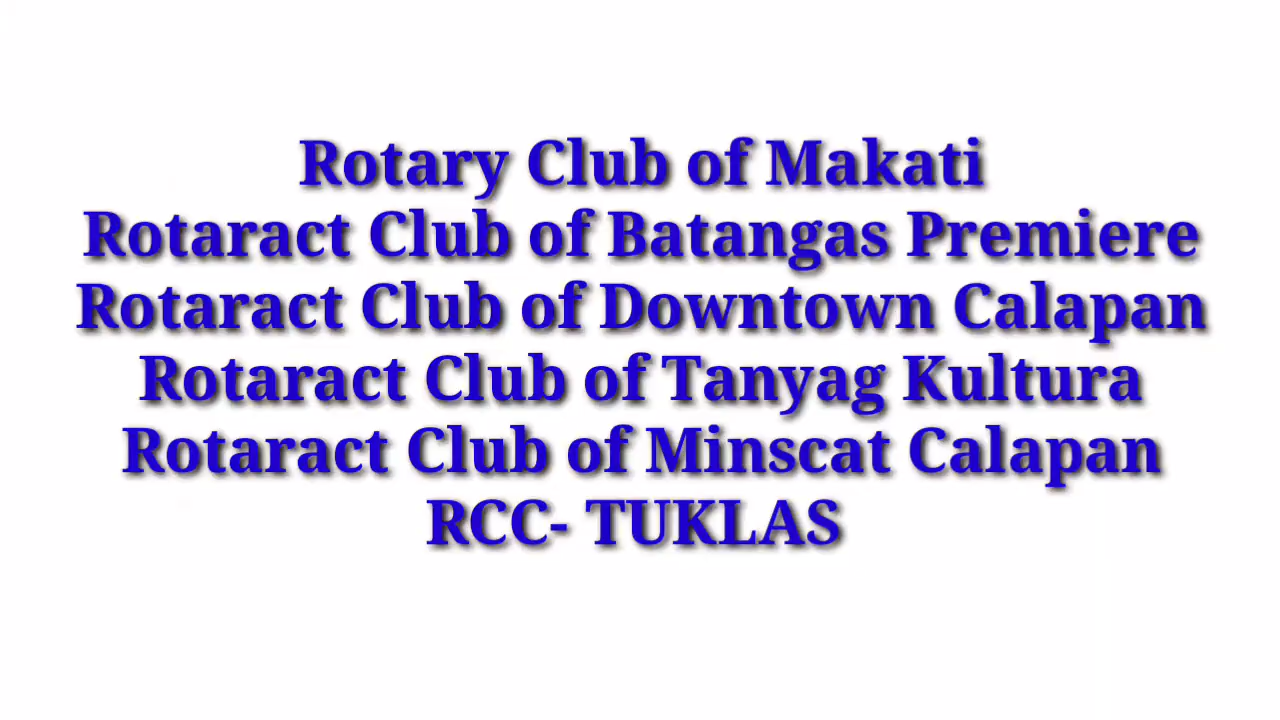 Rotary Club of Makati
Rotaract Club of Batangas Premiere
Rotaract Club of Downtown Calapan
Rotaract Club of Tanyag Kultura
Rotaract Club of Minscat Calapan
RCC- TUKLAS